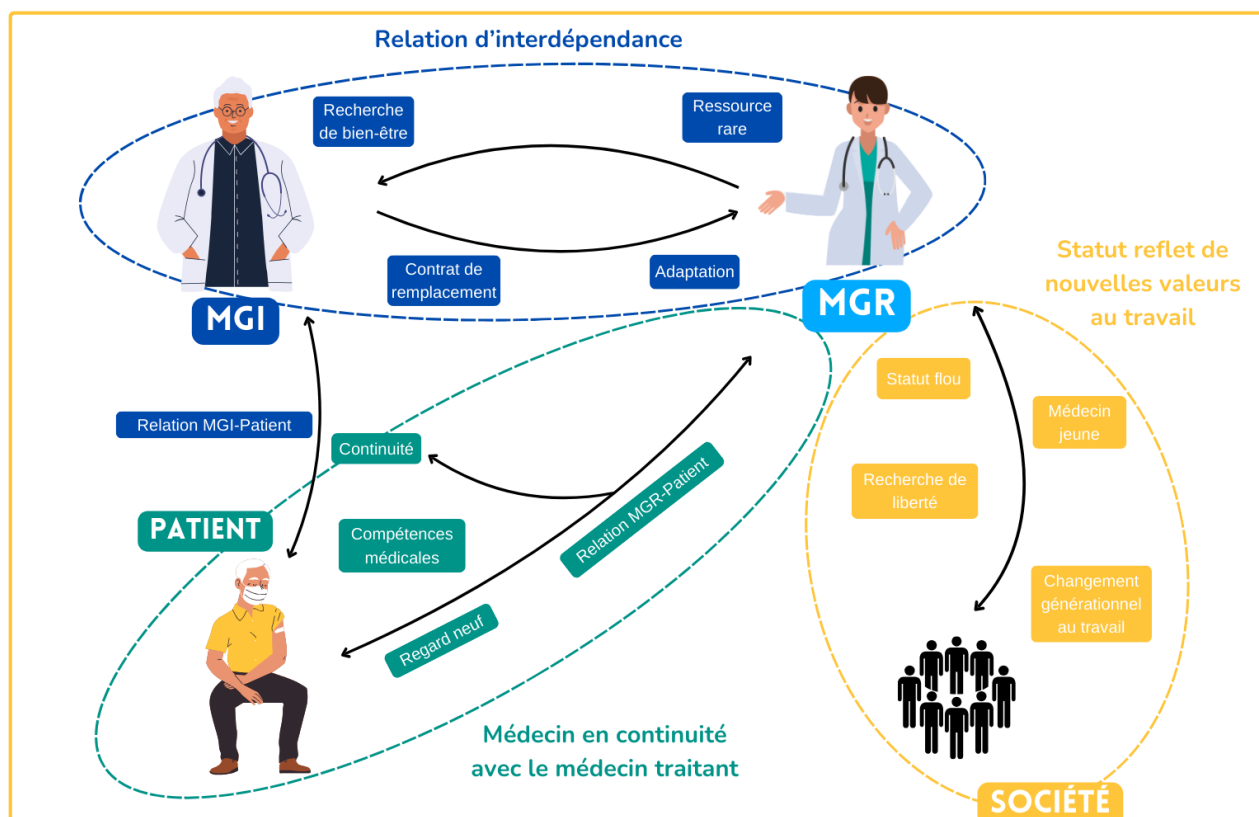 Relation d’interdépendance
Recherche
de bien-être
Ressource
rare
Contrat de
remplacement
Adaptation
MGI
MGR
Statut reflet de
nouvelles valeurs
au travail
Statut flou
Médecin
jeune
Relation MGI-Patient
Continuité
Recherche de
liberté
Relation MGR-Patient
PATIENT
Compétences
médicales
Changement
générationnel
au travail
Regard neuf
Médecin en continuité
avec le médecin traitant
SOCIÉTÉ